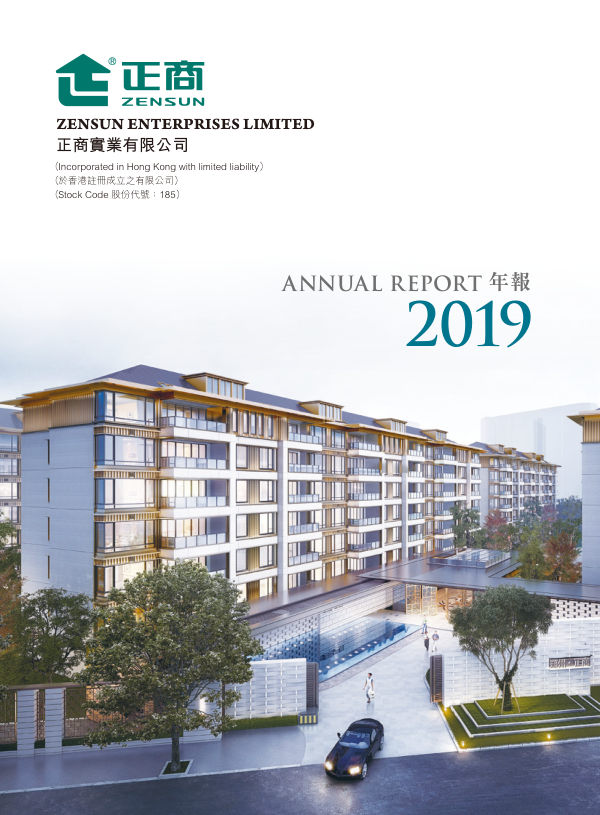 正商®
ZENSUN
ZENSUN ENTERPRISES LIMITED
正商實業有限公司
(Incorporated in Hong Kong with limited liability)
(於香港註冊成立之有限公司)
(Stock Code 股份代號：185)
ANNUAL REPORT 年報
2019